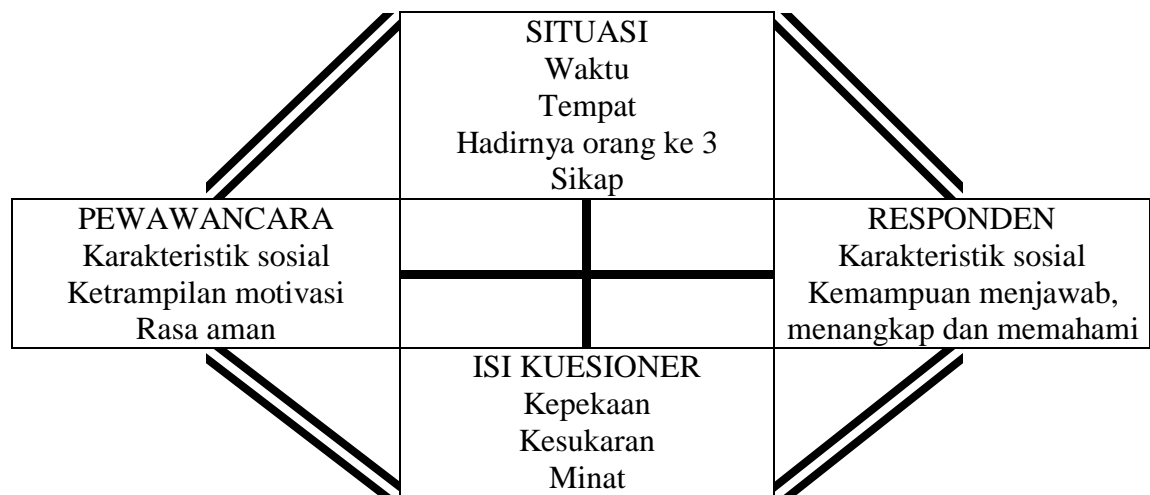 SITUASI
Waktu
Tempat
Hadirnya orang ke 3
Sikap
PEWAWANCARA
Karakteristik sosial
Ketrampilan motivasi
Rasa aman
RESPONDEN
Karakteristik sosial
Kemampuan menjawab,
menangkap dan memahami
ISI KUESIONER
Kepekaan
Kesukaran
Minat